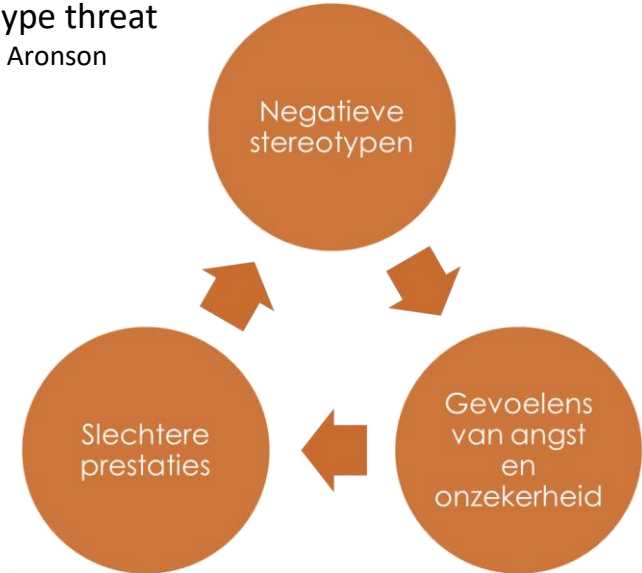 ype threat
Aronson
Negatieve
stereotypen
Gevoelens
van angst
en
onzekerheid
Slechtere
prestaties